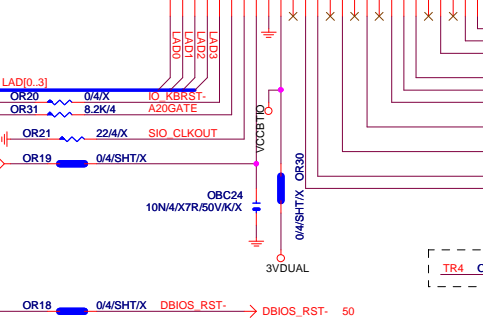 LAD0
LAD1
LAD2
LAD3
LAD[0..3]
OR20 0/4/X IO_KBRST-
OR31 8.2K/4 A20GATE
OR21 22/4/X SIO_CLKOUT
VCCBTIO
OR19 0/4/SHT/X
0/4/SHT/X OR30
OBC24
10N/4/X7R/50V/K/X
3VDUAL
TR4
OR18 0/4/SHT/X DBIOS_RST- DBIOS_RST- 50